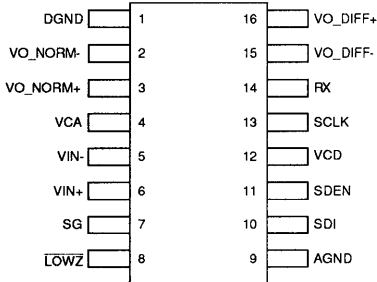 DGND 1 16 VO_DIFF+
VO_NORM- 2 15 VO_DIFF-
VO_NORM+ 3 14 RX
VCA 4 13 SCLK
VIN- 5 12 VCD
VIN+ 6 11 SDEN
SG 7 10 SDI
LOWZ 8 9 AGND